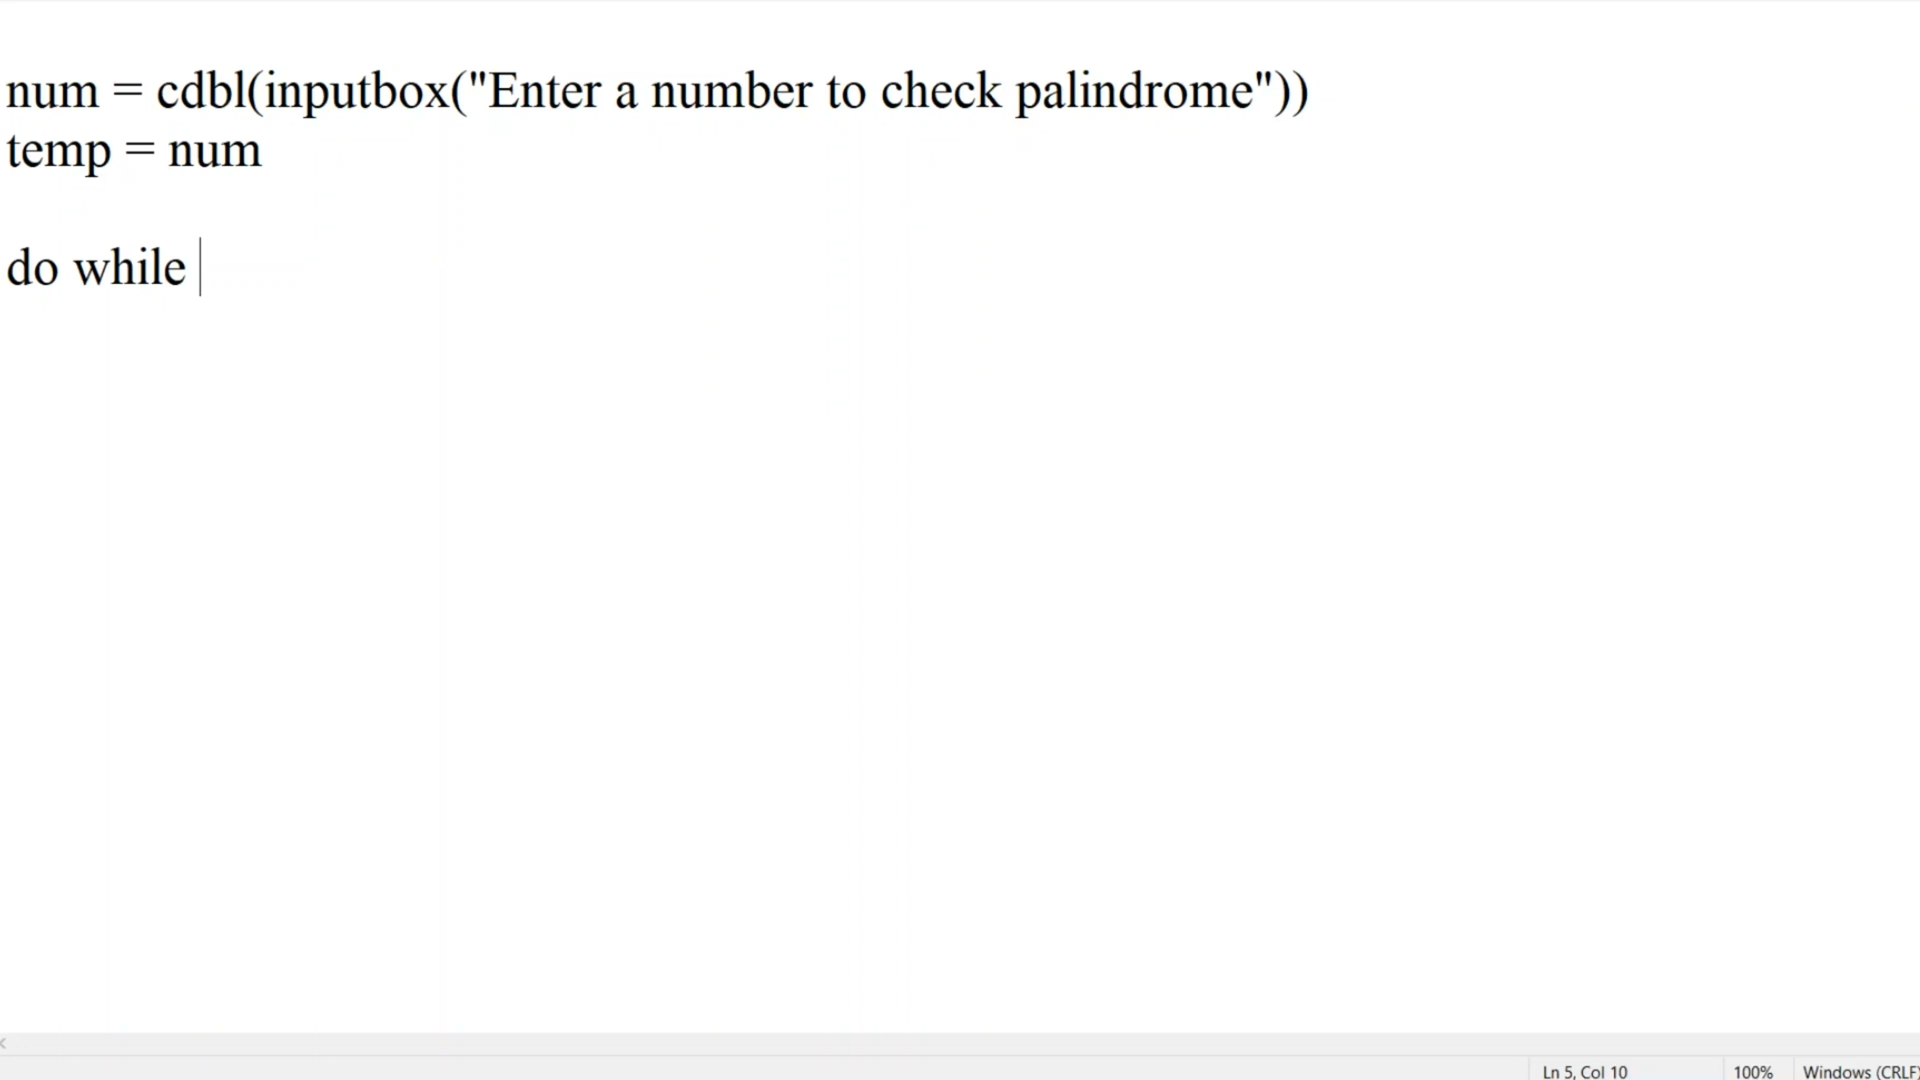 num = cdbl(inputbox("Enter a number to check palindrome"))
temp = num
do while
Ln 5, Col 10 100% Windows (CRLF)